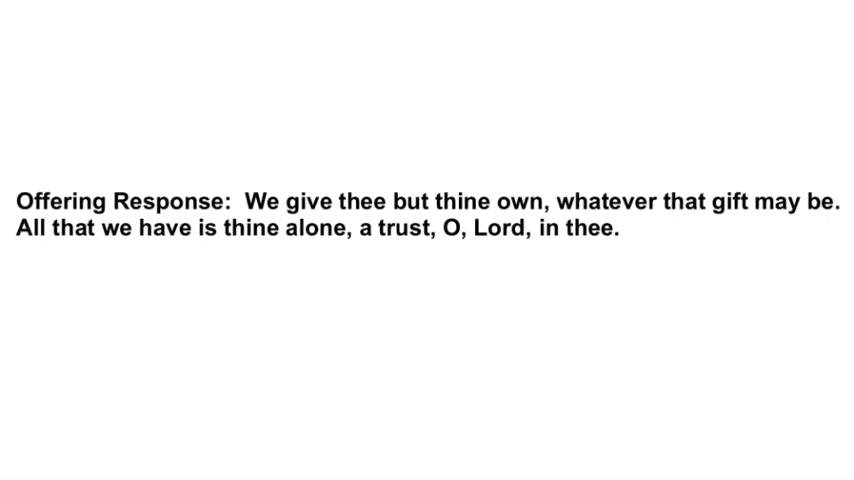 Offering Response:  We give thee but thine own, whatever that gift may be.
All that we have is thine alone, a trust, O, Lord, in thee.